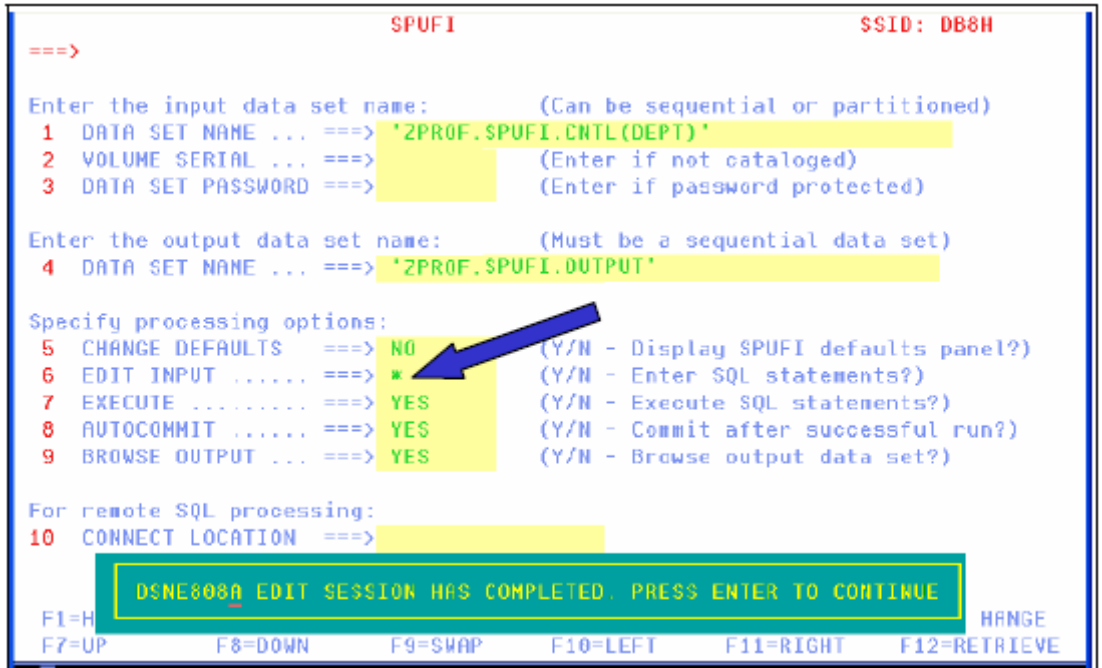 SPUFI SSID: DB8H
===>
Enter the input data set name: (Can be sequential or partitioned)
1 DATA SET NAME ... ===> 'ZPROF.SPUFI.CNTL(DEPT)'
2 VOLUME SERIAL ... ===> (Enter if not cataloged)
3 DATA SET PASSWORD ===> (Enter if password protected)
Enter the output data set name: (Must be a sequential data set)
4 DATA SET NAME ... ===> 'ZPROF.SPUFI.OUTPUT'
Specify processing options:
5 CHANGE DEFAULTS ===> NO (Y/N - Display SPUFI defaults panel?)
6 EDIT INPUT ...... ===> * (Y/N - Enter SQL statements?)
7 EXECUTE ......... ===> YES (Y/N - Execute SQL statements?)
8 AUTOCOMMIT ...... ===> YES (Y/N - Commit after successful run?)
9 BROWSE OUTPUT ... ===> YES (Y/N - Browse output data set?)
For remote SQL processing:
10 CONNECT LOCATION ===>
DSNE808A EDIT SESSION HAS COMPLETED. PRESS ENTER TO CONTINUE
F1=H HANGE
F7=UP F8=DOWN F9=SWAP F10=LEFT F11=RIGHT F12=RETRIEVE